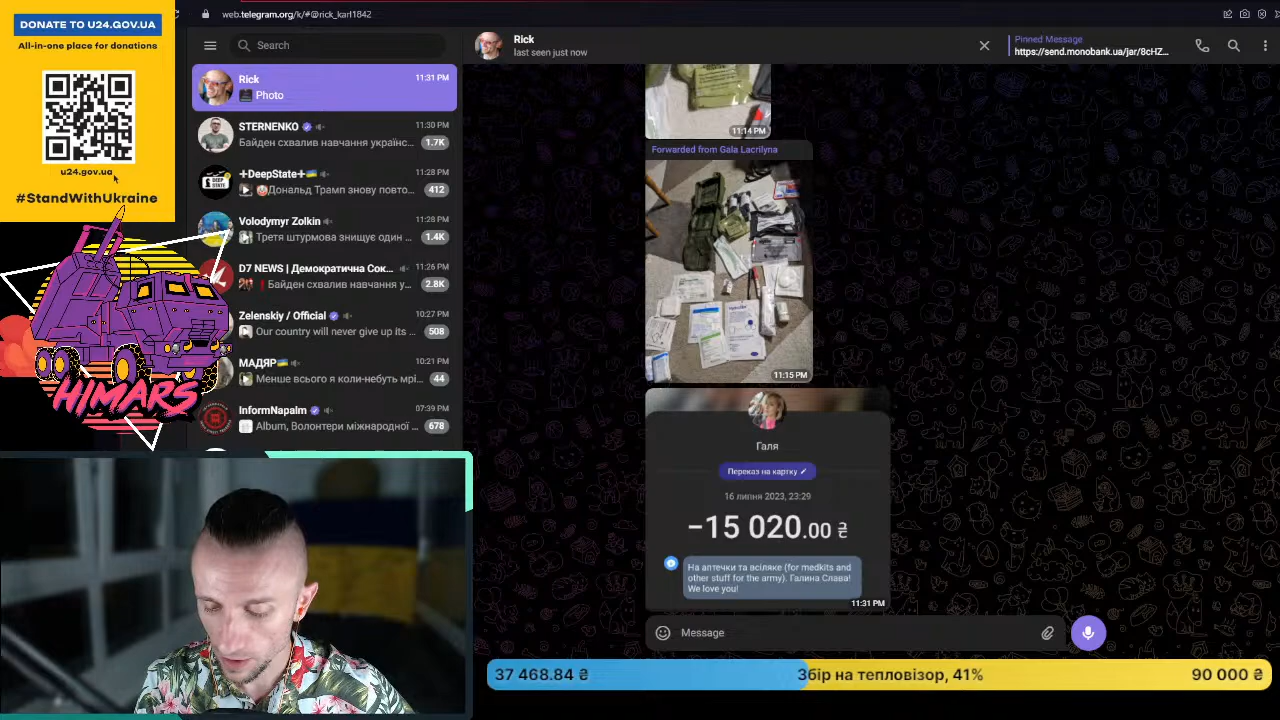 DONATE TO U24.GOV.UA
All-in-one place for donations
u24.gov.ua
#StandWithUkraine
HIMARS
web.telegram.org/k/#@rick_karl1842
Search
Rick
11:31 PM
Photo
STERNENKO
11:30 PM
Байден схвалив навчання українс...
1.7K
+DeepState+
11:28 PM
Дональд Трамп знову повто...
412
Volodymyr Zolkin
11:28 PM
Третя штурмова знищує один ...
1.4K
D7 NEWS | Демократична Сок...
11:26 PM
Байден схвалив навчання у...
2.8K
Zelenskiy / Official
10:27 PM
Our country will never give up its ...
508
МАДЯР
10:21 PM
Менше всього я коли-небуть мрі...
44
InformNapalm
07:39 PM
Album, Волонтери міжнародної ...
678
Rick
last seen just now
Pinned Message
https://send.monobank.ua/jar/8cHZ...
11:14 PM
Forwarded from Gala Lacrilyna
11:15 PM
Галя
Переказ на картку
16 липня 2023, 23:29
−15 020.00 ₴
На аптечки та всіляке (for medkits and
other stuff for the army). Галина Слава!
We love you!
11:31 PM
Message
37 468.84 ₴
Збір на тепловізор, 41%
90 000 ₴